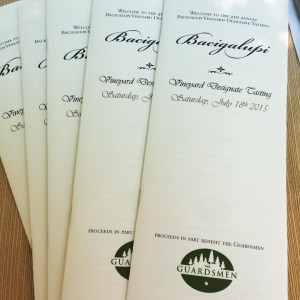 Welcome to the 4th annual
Bacigalupi Vineyard Designate Tasting
Bacigalupi
Vineyard Designate Tasting
Saturday, July 18th 2015
Proceeds in part benefit the Guardsmen
THE
GUARDSMEN